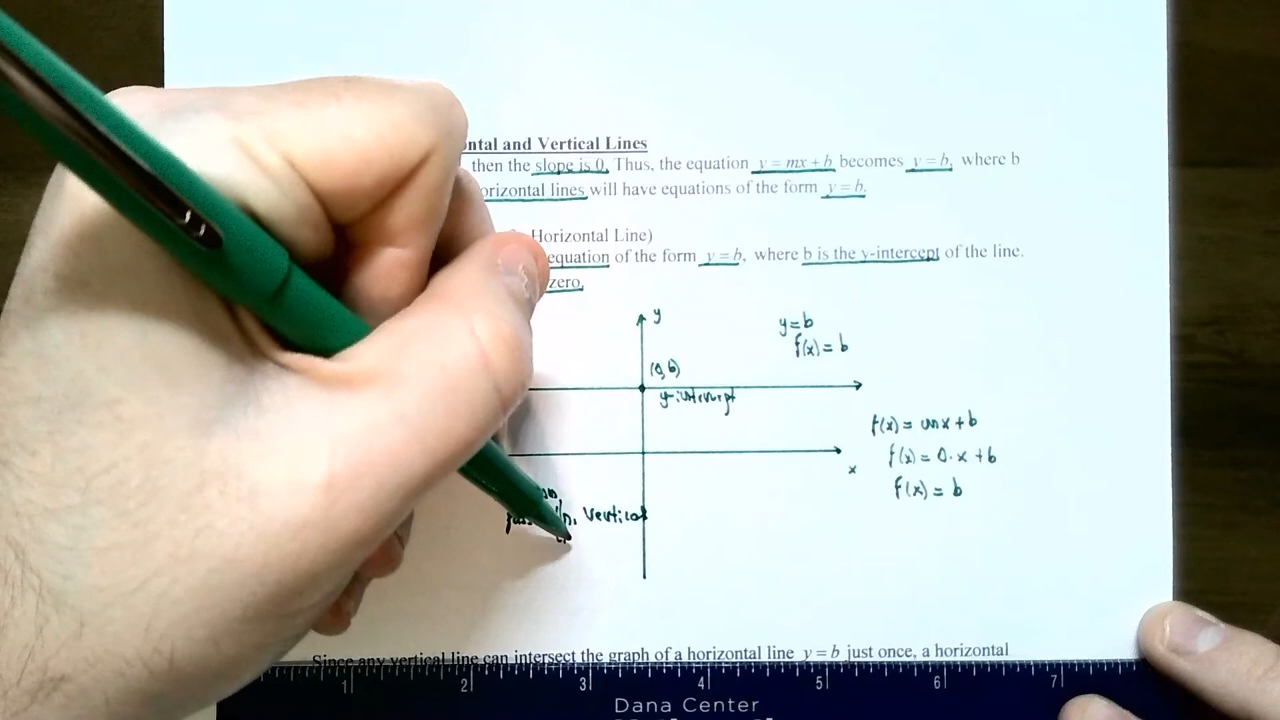 ontal and Vertical Lines
then the slope is 0. Thus, the equation y = mx + b becomes y = b, where b
orizontal lines will have equations of the form y = b.
Horizontal Line)
equation of the form y = b, where b is the y-intercept of the line.
zero.
y
y = b
f(x) = b
(0,b)
y-intercept
f(x) = mx + b
x
f(x) = 0·x + b
f(x) = b
vertical
Since any vertical line can intersect the graph of a horizontal line y = b just once, a horizontal
1 2 3 4 5 6 7
Dana Center